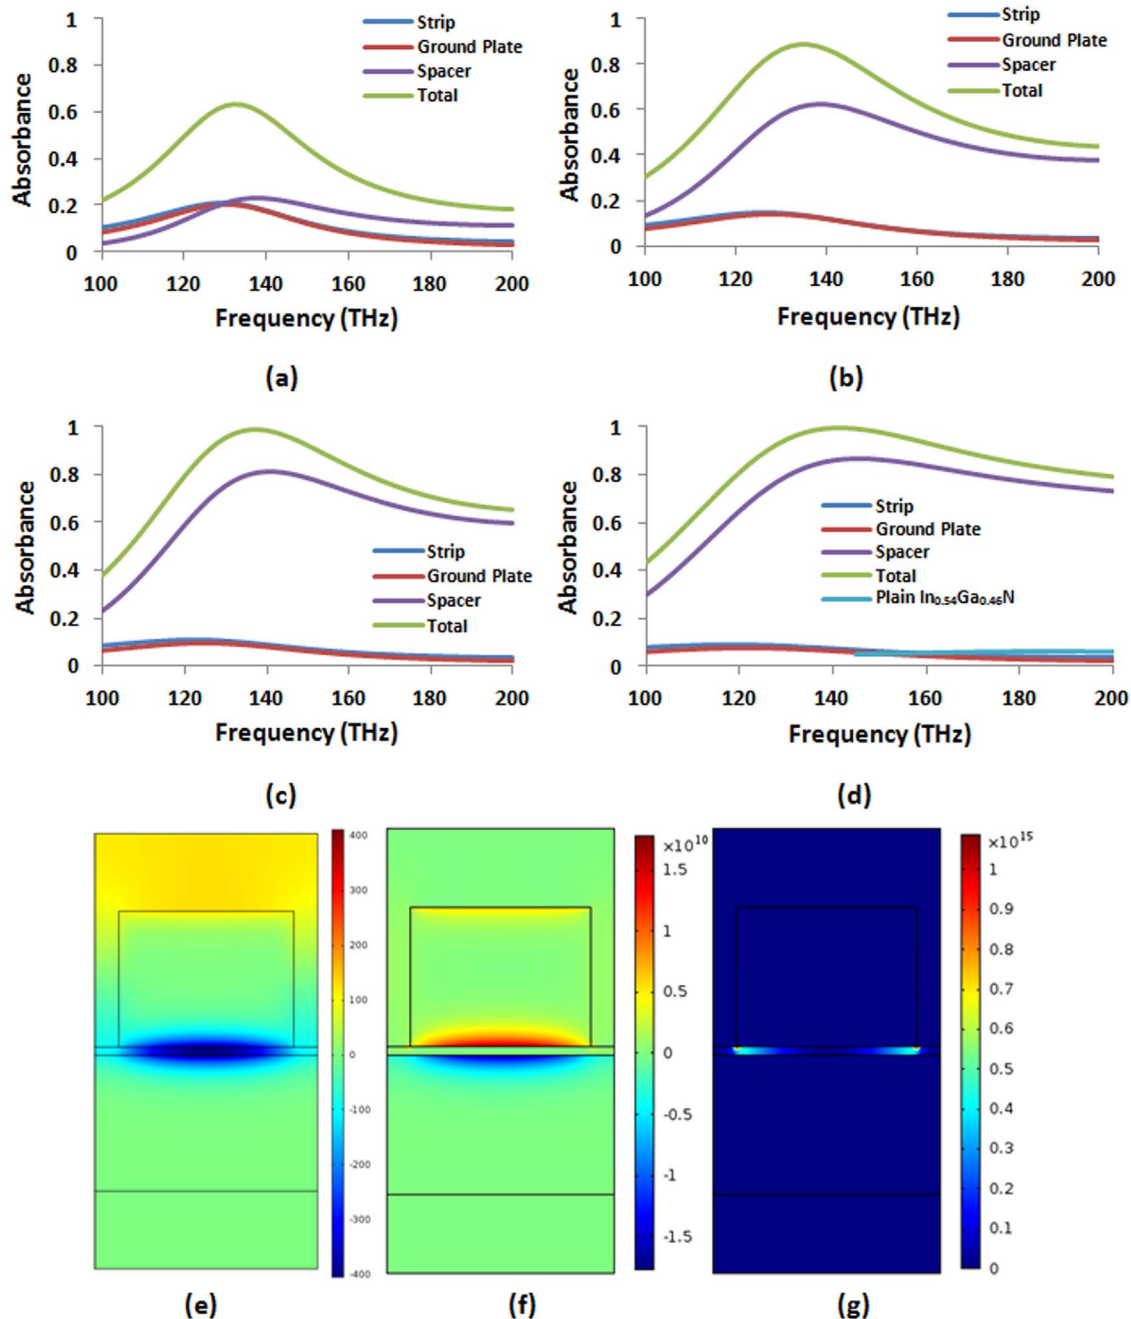 1
0.8
0.6
0.4
0.2
0
Absorbance
Strip
Ground Plate
Spacer
Total
100 120 140 160 180 200
Frequency (THz)
(a)
1
0.8
0.6
0.4
0.2
0
Absorbance
Strip
Ground Plate
Spacer
Total
100 120 140 160 180 200
Frequency (THz)
(b)
1
0.8
0.6
0.4
0.2
0
Absorbance
Strip
Ground Plate
Spacer
Total
100 120 140 160 180 200
Frequency (THz)
(c)
1
0.8
0.6
0.4
0.2
0
Absorbance
Strip
Ground Plate
Spacer
Total
Plain In₀.₅₄Ga₀.₄₆N
100 120 140 160 180 200
Frequency (THz)
(d)
400
300
200
100
0
-100
-200
-300
-400
(e)
×10¹⁰
1.5
1
0.5
0
-0.5
-1
-1.5
(f)
×10¹⁵
1
0.9
0.8
0.7
0.6
0.5
0.4
0.3
0.2
0.1
0
(g)